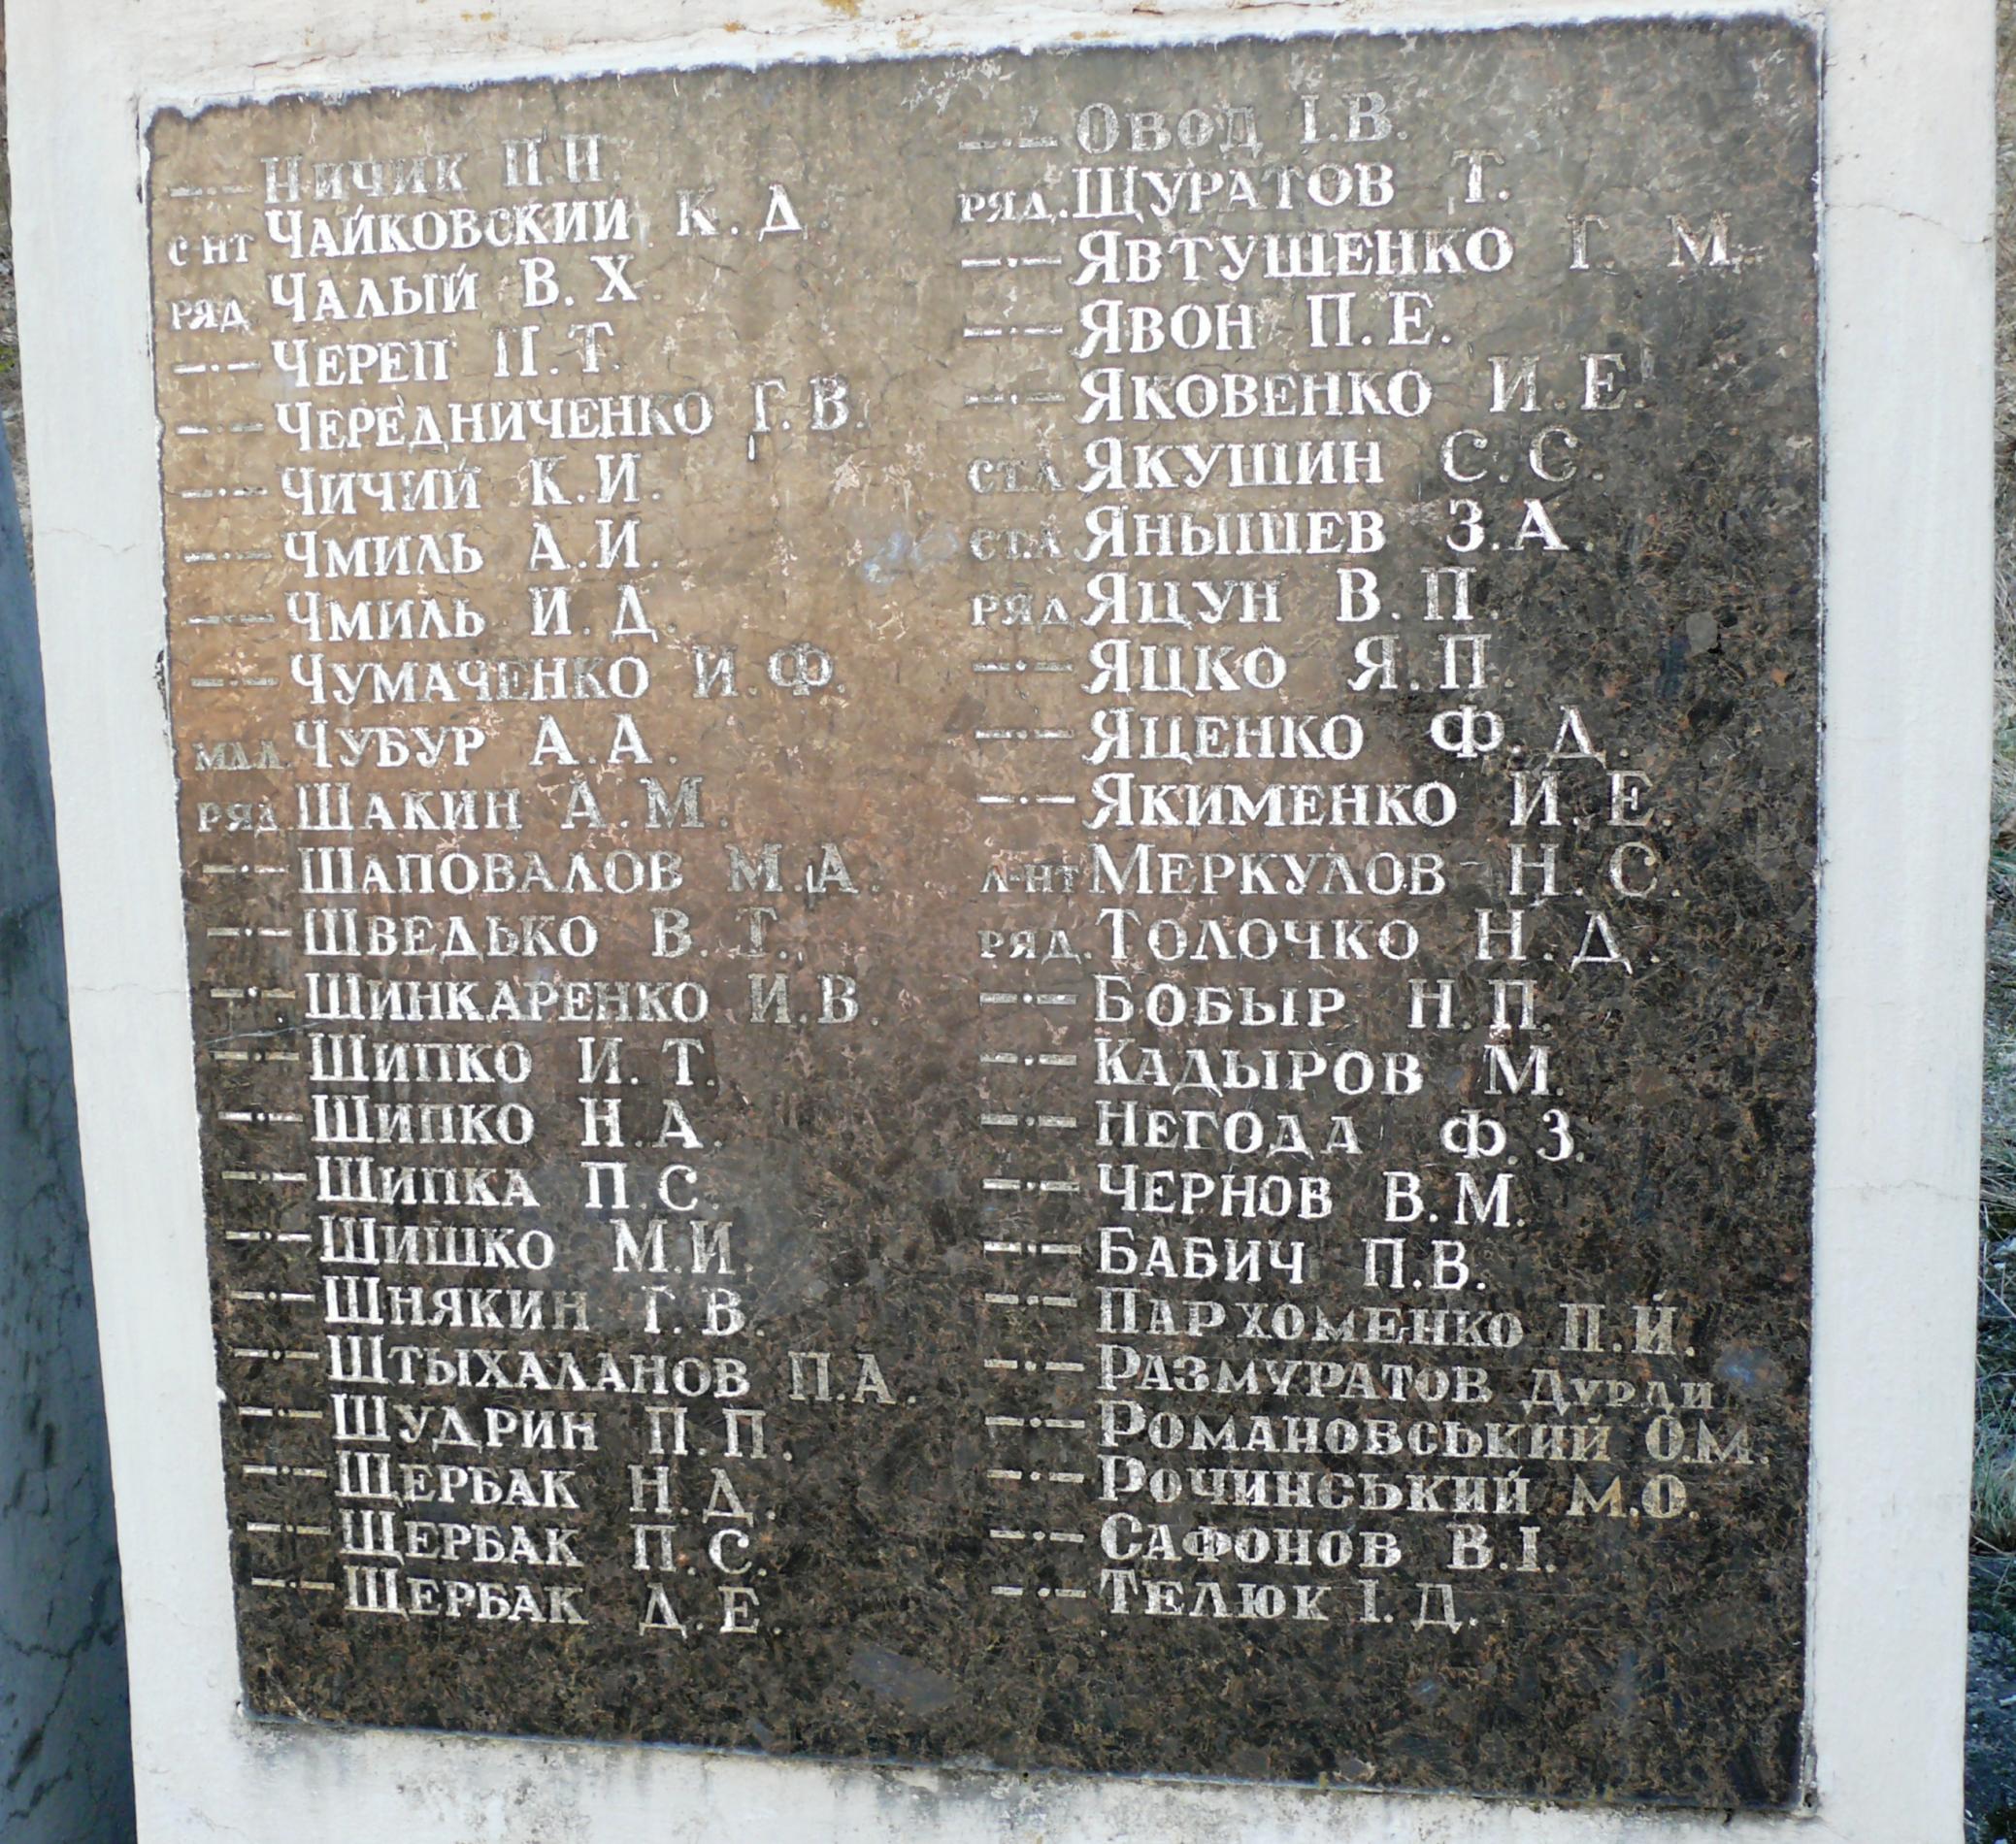 —·— НИЧИК П.П.
С-НТ ЧАЙКОВСКИЙ К.Д.
РЯД. ЧАЛЫЙ В.Х.
—·— ЧЕРЕП П.Т.
—·— ЧЕРЕДНИЧЕНКО Г.В.
—·— ЧИЧИЙ К.И.
—·— ЧМИЛЬ А.И.
—·— ЧМИЛЬ И.Д.
—·— ЧУМАЧЕНКО И.Ф.
МЛ.Л. ЧУБУР А.А.
РЯД. ШАКИН А.М.
—·— ШАПОВАЛОВ М.А.
—·— ШВЕДЬКО В.Г.
—·— ШИНКАРЕНКО И.В.
—·— ШИПКО И.Т.
—·— ШИПКО Н.А.
—·— ШИПКА П.С.
—·— ШИШКО М.И.
—·— ШНЯКИН Г.В.
—·— ШТЫХАЛАНОВ П.А.
—·— ШУДРИН П.П.
—·— ЩЕРБАК Н.Д.
—·— ЩЕРБАК П.С.
—·— ЩЕРБАК Д.Е.
—·— ОВОД І.В.
РЯД. ЩУРАТОВ Т.
—·— ЯВТУШЕНКО Г.М.
—·— ЯВОН П.Е.
—·— ЯКОВЕНКО И.Е.
СТ.Л ЯКУШИН С.С.
СТ.Л ЯНЫШЕВ З.А.
РЯД ЯЦУН В.П.
—·— ЯЦКО Я.П.
—·— ЯЦЕНКО Ф.Д.
—·— ЯКИМЕНКО И.Е.
Л-НТ МЕРКУЛОВ Н.С.
РЯД. ТОЛОЧКО Н.Д.
—·— БОБЫР Н.П.
—·— КАДЫРОВ М.
—·— НЕГОДА Ф.З.
—·— ЧЕРНОВ В.М.
—·— БАБИЧ П.В.
—·— ПАРХОМЕНКО П.Й.
—·— РАЗМУРАТОВ ДУРДИ
—·— РОМАНОВСЬКИЙ О.М.
—·— РОЧИНСЬКИЙ М.О.
—·— САФОНОВ В.І.
—·— ТЕЛЮК І.Д.